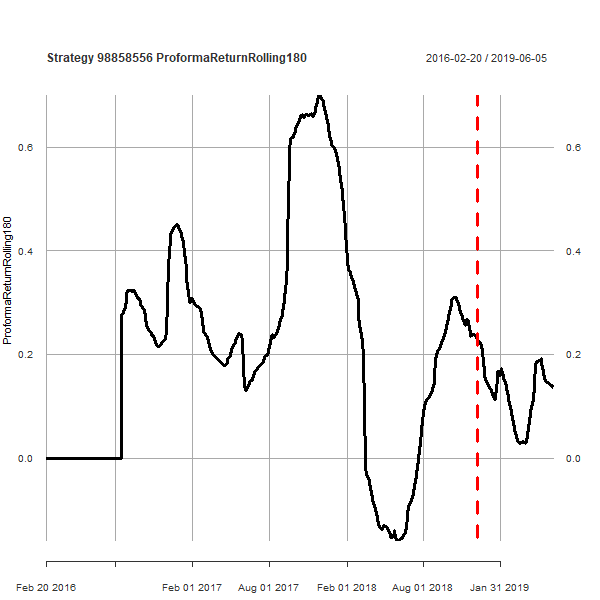 Strategy 98858556 ProformaReturnRolling180
2016-02-20 / 2019-06-05
ProformaReturnRolling180
0.6
0.4
0.2
0.0
0.6
0.4
0.2
0.0
Feb 20 2016
Feb 01 2017
Aug 01 2017
Feb 01 2018
Aug 01 2018
Jan 31 2019